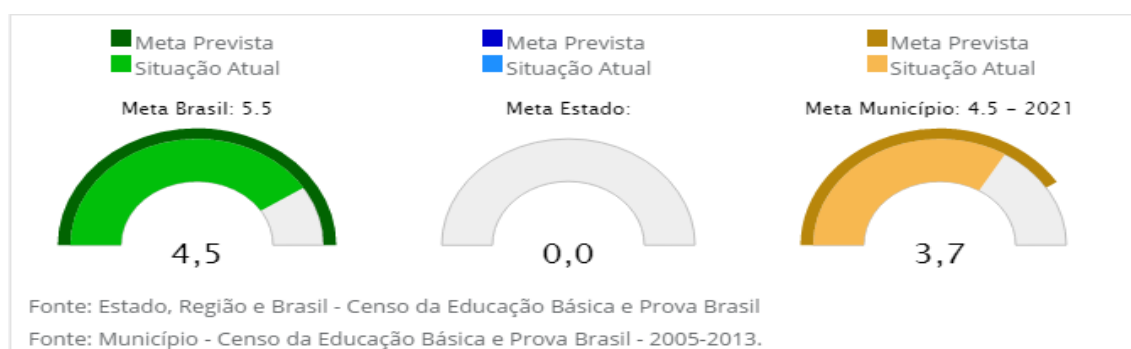 Meta Prevista
Situação Atual
Meta Brasil: 5.5
4,5
Meta Prevista
Situação Atual
Meta Estado:
0,0
Meta Prevista
Situação Atual
Meta Município: 4.5 – 2021
3,7
Fonte: Estado, Região e Brasil - Censo da Educação Básica e Prova Brasil
Fonte: Município - Censo da Educação Básica e Prova Brasil - 2005-2013.